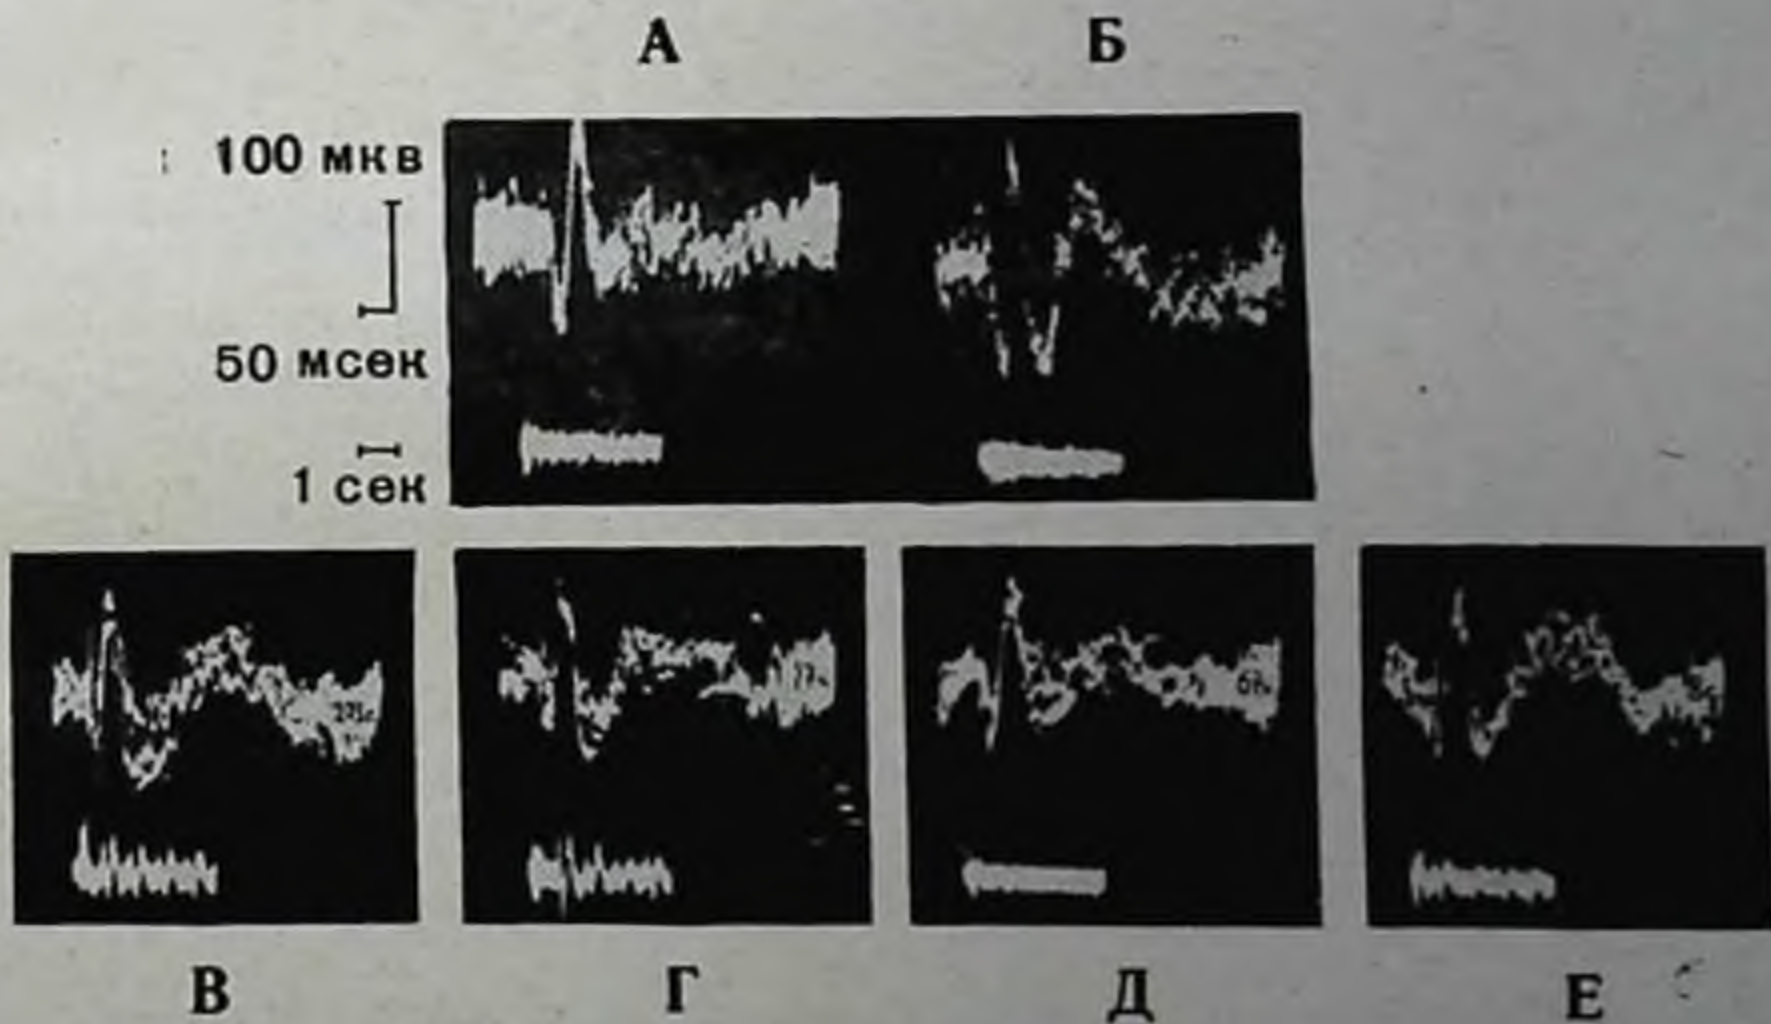 А Б
100 мкв
50 мсек
1 сек
В Г Д Е